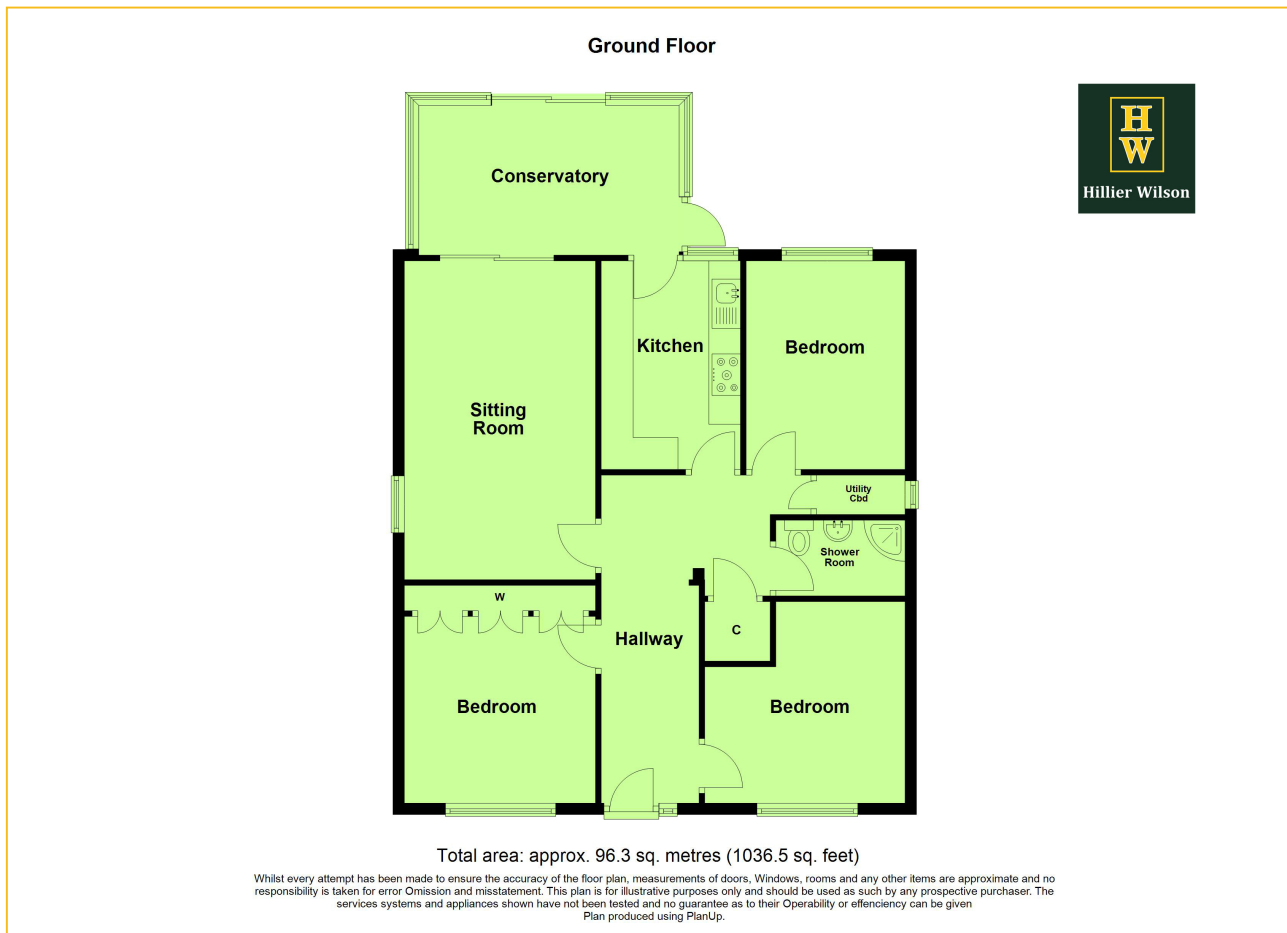 Ground Floor
H
W
Hillier Wilson
Conservatory
Kitchen
Bedroom
Sitting
Room
Utility
Cbd
Shower
Room
W
C
Hallway
Bedroom
Bedroom
Total area: approx. 96.3 sq. metres (1036.5 sq. feet)
Whilst every attempt has been made to ensure the accuracy of the floor plan, measurements of doors, Windows, rooms and any other items are approximate and no
responsibility is taken for error Omission and misstatement. This plan is for illustrative purposes only and should be used as such by any prospective purchaser. The
services systems and appliances shown have not been tested and no guarantee as to their Operability or effenciency can be given
Plan produced using PlanUp.